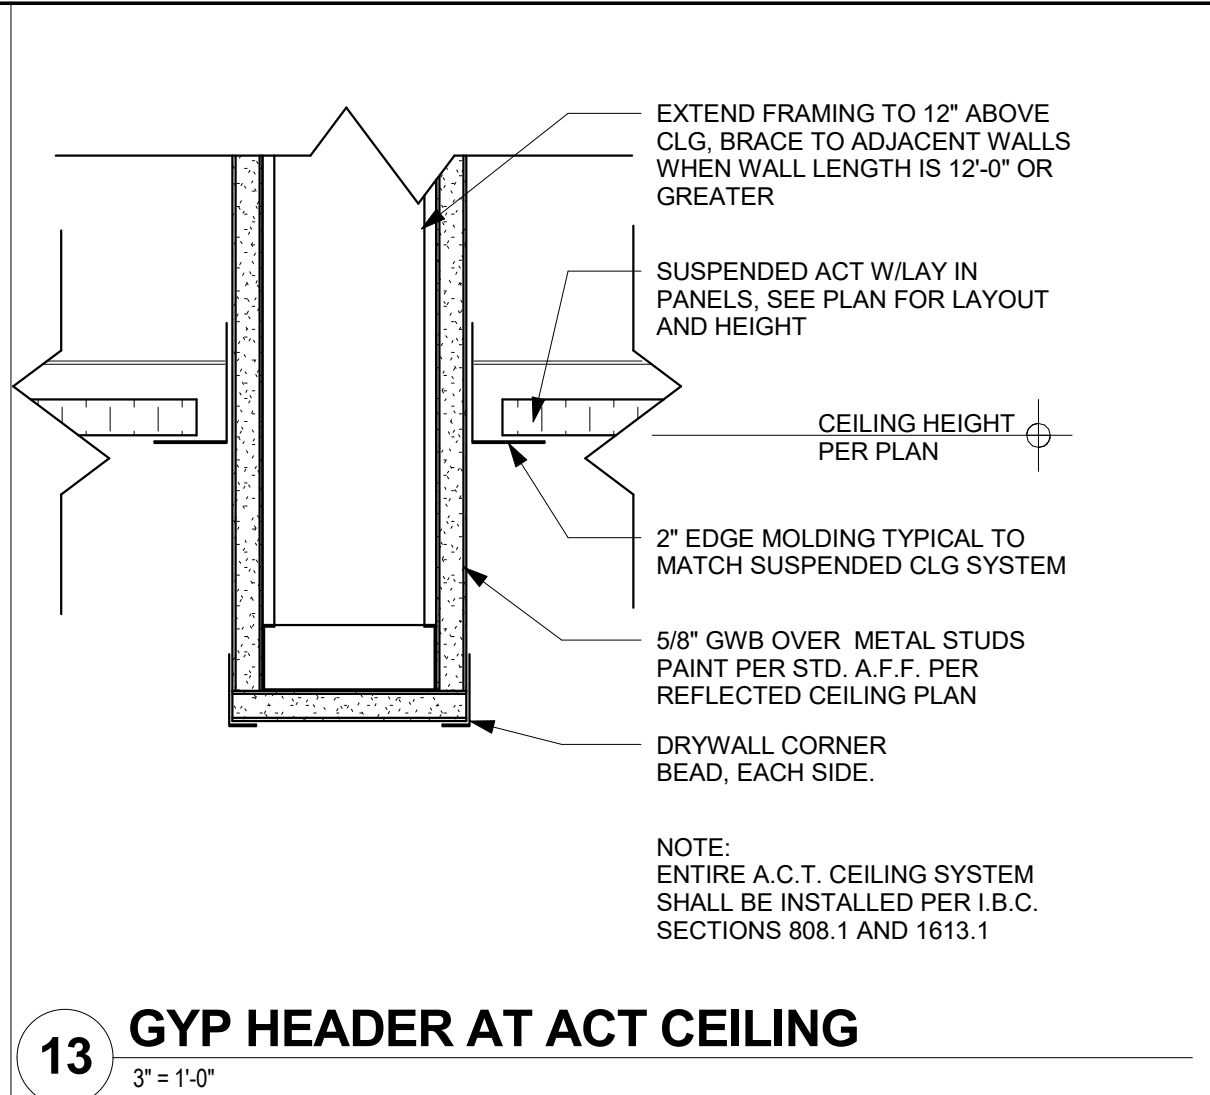 EXTEND FRAMING TO 12" ABOVE
CLG, BRACE TO ADJACENT WALLS
WHEN WALL LENGTH IS 12'-0" OR
GREATER
SUSPENDED ACT W/LAY IN
PANELS, SEE PLAN FOR LAYOUT
AND HEIGHT
CEILING HEIGHT
PER PLAN
2" EDGE MOLDING TYPICAL TO
MATCH SUSPENDED CLG SYSTEM
5/8" GWB OVER  METAL STUDS
PAINT PER STD. A.F.F. PER
REFLECTED CEILING PLAN
DRYWALL CORNER
BEAD, EACH SIDE.
NOTE:
ENTIRE A.C.T. CEILING SYSTEM
SHALL BE INSTALLED PER I.B.C.
SECTIONS 808.1 AND 1613.1
13
GYP HEADER AT ACT CEILING
3" = 1'-0"